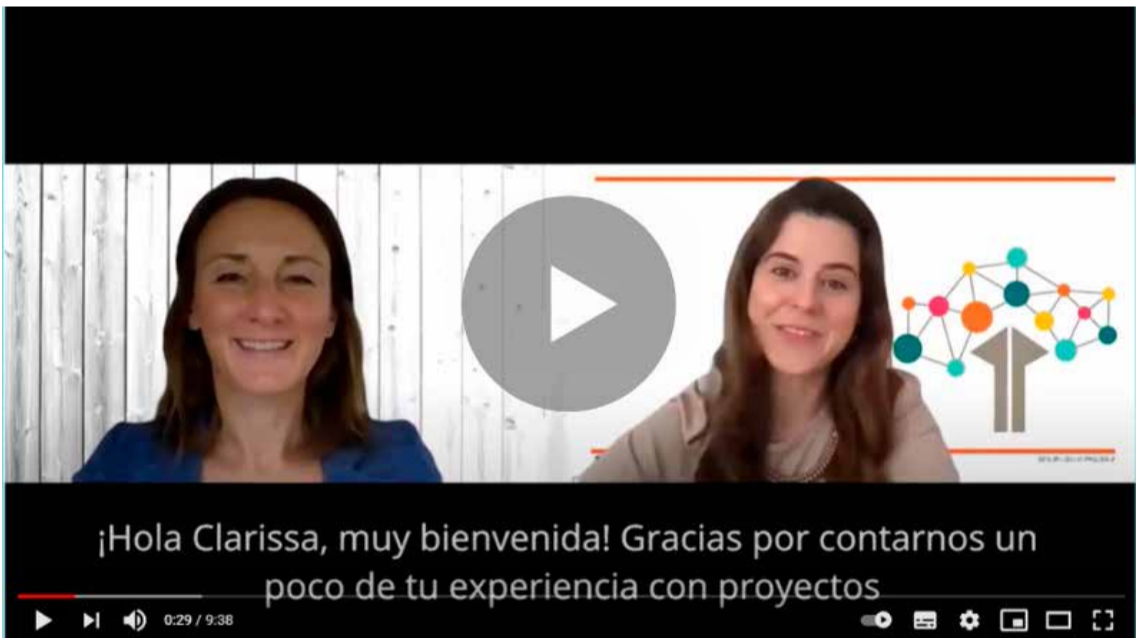 ¡Hola Clarissa, muy bienvenida! Gracias por contarnos un
poco de tu experiencia con proyectos
0:29 / 9:38